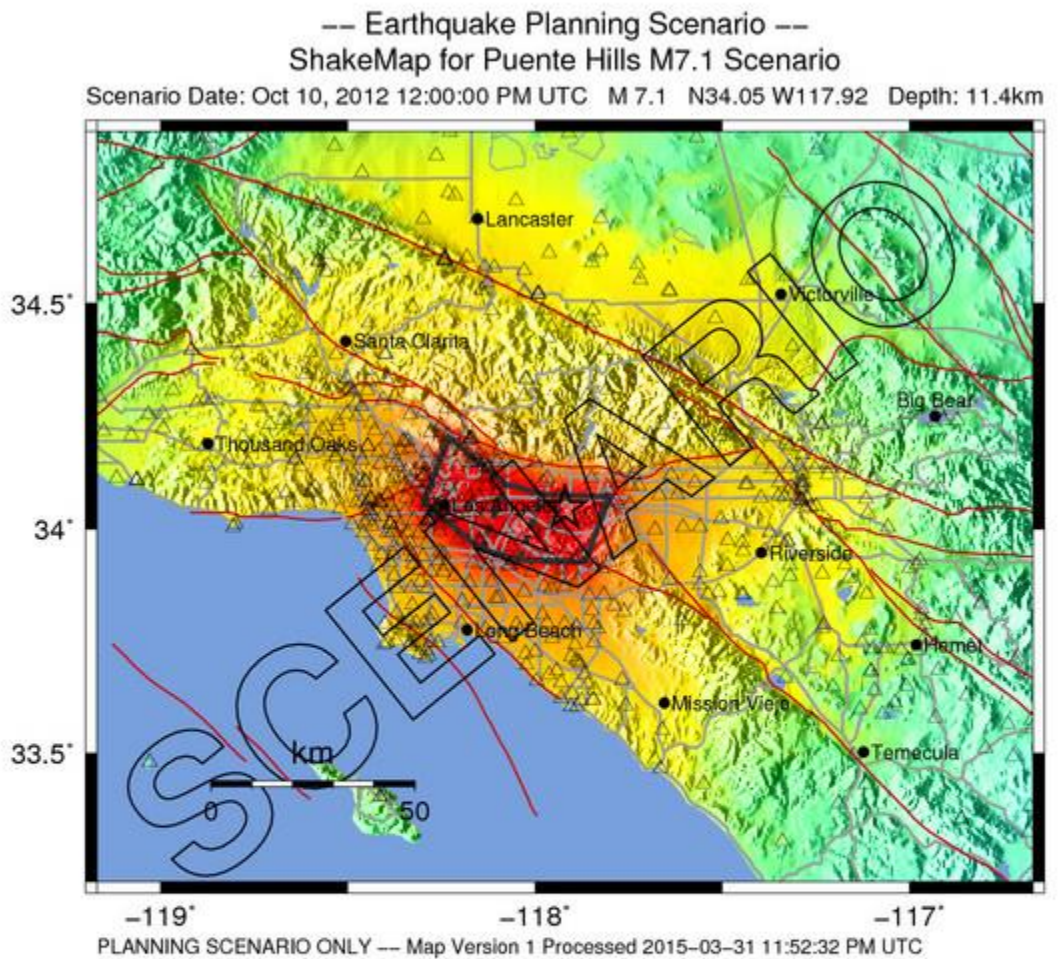 -- Earthquake Planning Scenario --
ShakeMap for Puente Hills M7.1 Scenario
Scenario Date: Oct 10, 2012 12:00:00 PM UTC M 7.1 N34.05 W117.92 Depth: 11.4km
Lancaster
Victorville
34.5°
Santa Clarita
Big Bear
Thousand Oaks
Los Angeles
34°
Riverside
Long Beach
Hemet
Mission Viejo
33.5°
Temecula
km
0 50
SCENARIO
-119° -118° -117°
PLANNING SCENARIO ONLY -- Map Version 1 Processed 2015-03-31 11:52:32 PM UTC